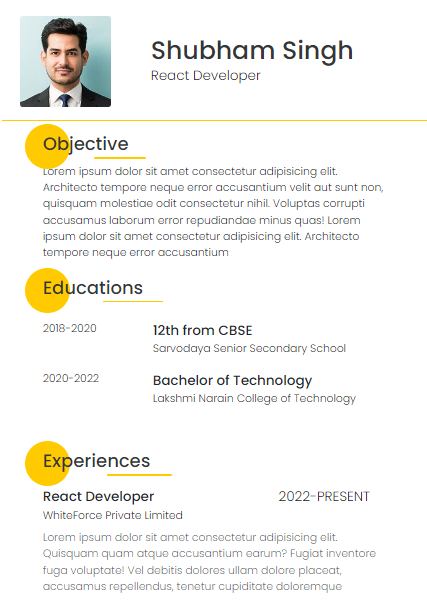 Shubham Singh
React Developer
Objective
Lorem ipsum dolor sit amet consectetur adipisicing elit.
Architecto tempore neque error accusantium velit aut sunt non,
quisquam molestiae odit consectetur nihil. Voluptas corrupti
accusamus laborum error repudiandae minus quas! Lorem
ipsum dolor sit amet consectetur adipisicing elit. Architecto
tempore neque error accusantium
Educations
2018-2020 12th from CBSE
Sarvodaya Senior Secondary School
2020-2022 Bachelor of Technology
Lakshmi Narain College of Technology
Experiences
React Developer 2022-PRESENT
WhiteForce Private Limited
Lorem ipsum dolor sit amet consectetur adipisicing elit.
Quisquam quam atque accusantium quaerat? Fugiat inventore
fugit voluptate! Vel debitis dolores ullam dolore placeat,
accusamus repellendus, tenetur cupiditate doloremque